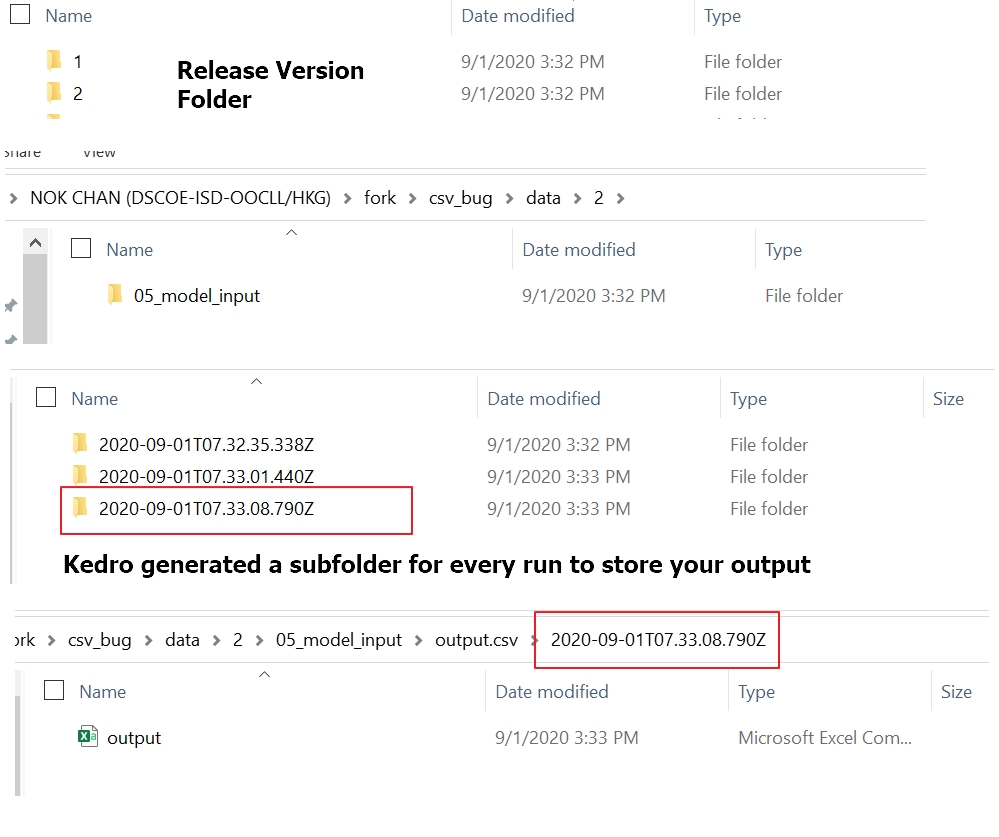 Name Date modified Type
1 9/1/2020 3:32 PM File folder
Release Version
Folder
2 9/1/2020 3:32 PM File folder
Share View
NOK CHAN (DSCOE-ISD-OOCLL/HKG) fork csv_bug data 2
Name Date modified Type
05_model_input 9/1/2020 3:32 PM File folder
Name Date modified Type Size
2020-09-01T07.32.35.338Z 9/1/2020 3:32 PM File folder
2020-09-01T07.33.01.440Z 9/1/2020 3:33 PM File folder
2020-09-01T07.33.08.790Z 9/1/2020 3:33 PM File folder
Kedro generated a subfolder for every run to store your output
ork csv_bug data 2 05_model_input output.csv 2020-09-01T07.33.08.790Z
Name Date modified Type Size
output 9/1/2020 3:33 PM Microsoft Excel Com...